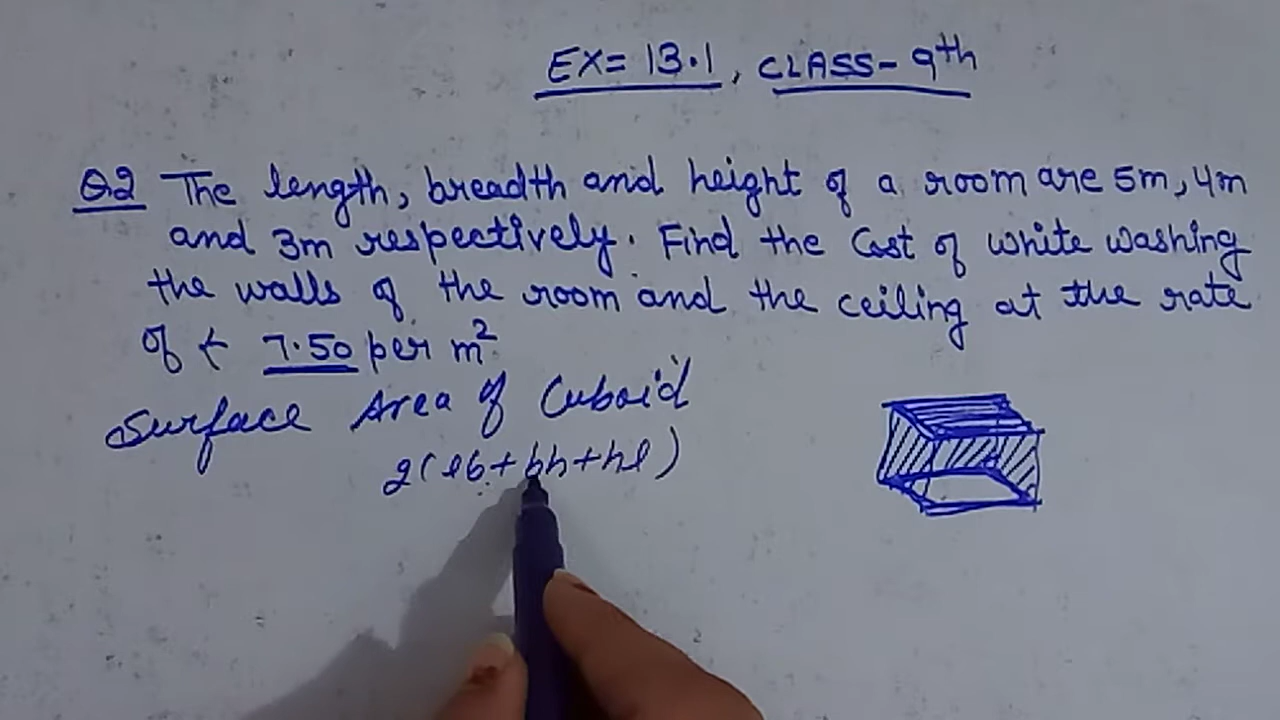 EX= 13.1, CLASS- 9th
Q2 The length, breadth and height of a room are 5m, 4m
and 3m respectively. Find the Cost of white washing
the walls of the room and the ceiling at the rate
of ₹ 7.50 per m²
Surface Area of Cuboid
2(lb+bh+hl)